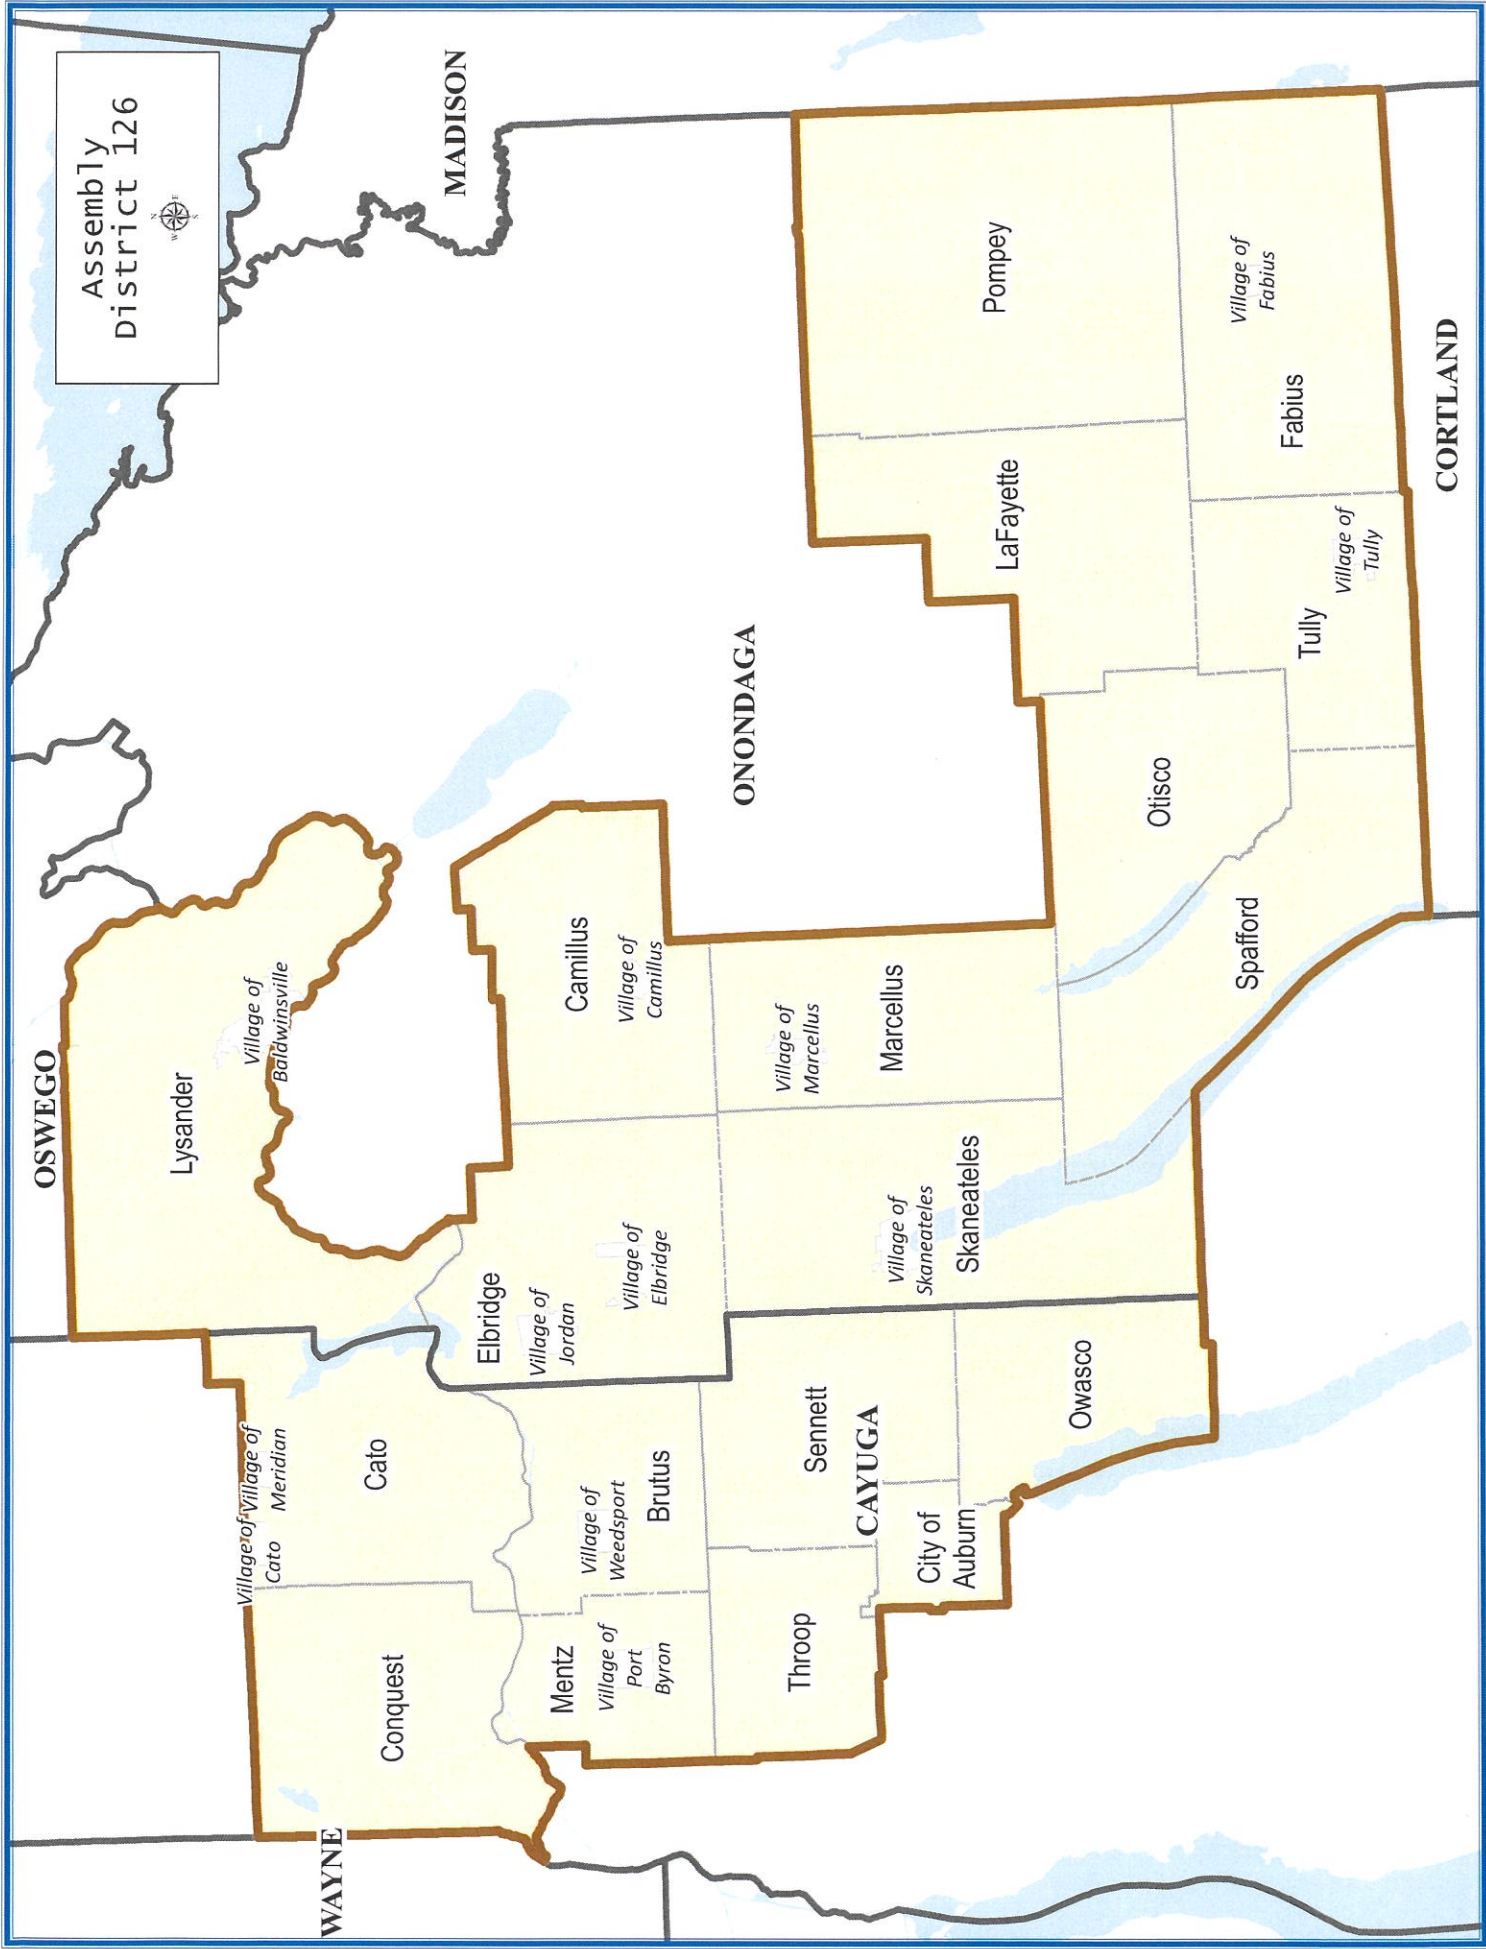 Assembly
District 126
N
W
E
S
OSWEGO
MADISON
Lysander
Village of
Baldwinsville
Village of
Cato
Village of
Meridian
WAYNE
Conquest
Cato
Elbridge
Village of
Jordan
Village of
Elbridge
Camillus
Village of
Camillus
Mentz
Village of
Port
Byron
Village of
Weedsport
Brutus
ONONDAGA
Village of
Marcellus
Marcellus
Throop
Sennett
CAYUGA
City of
Auburn
Village of
Skaneateles
Skaneateles
Owasco
LaFayette
Pompey
Otisco
Spafford
Village of
Fabius
Fabius
Tully
Village of
Tully
CORTLAND